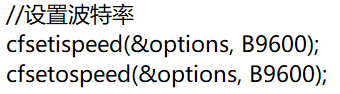 //设置波特率
cfsetispeed(&options, B9600);
cfsetospeed(&options, B9600);